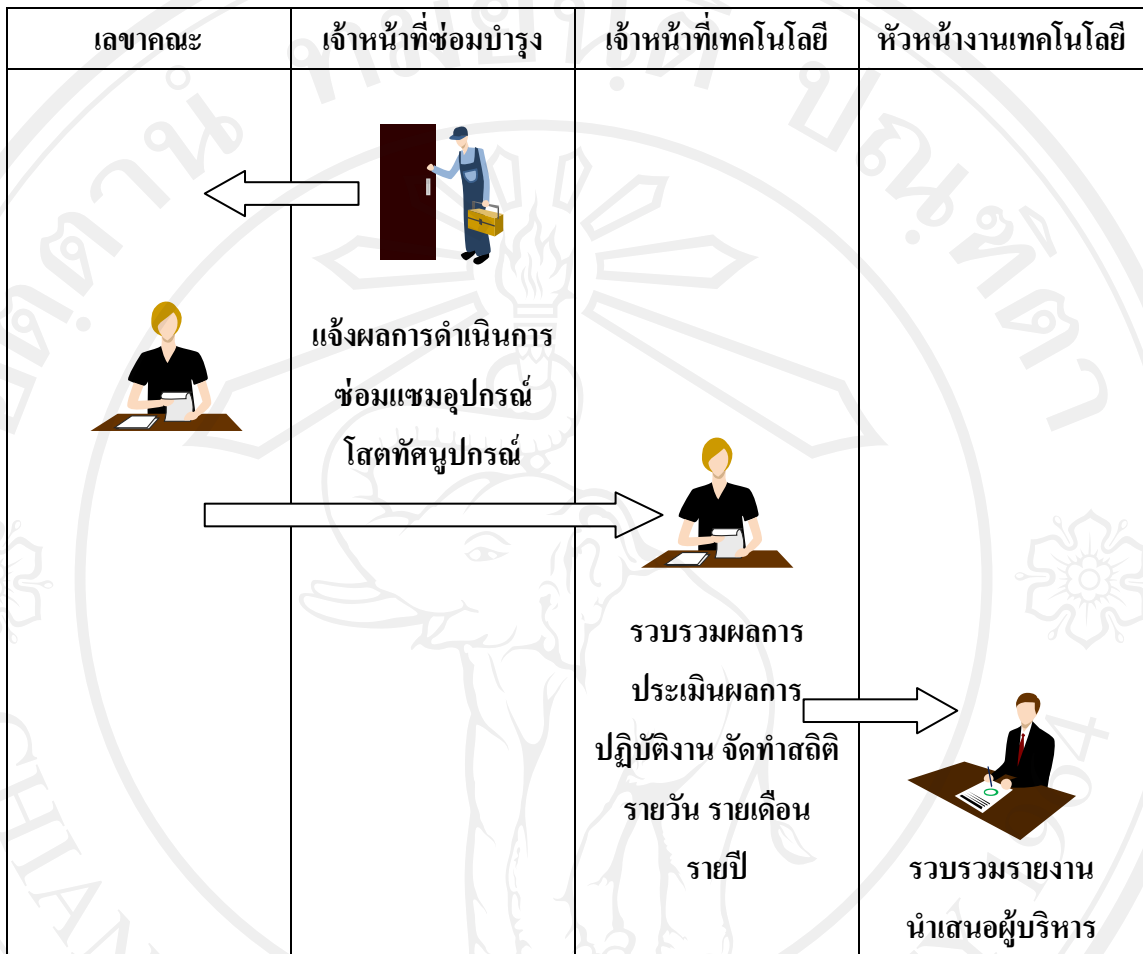 เลขาคณะ เจ้าหน้าที่ซ่อมบำรุง เจ้าหน้าที่เทคโนโลยี หัวหน้างานเทคโนโลยี
แจ้งผลการดำเนินการ
ซ่อมแซมอุปกรณ์
โสตทัศนูปกรณ์
รวบรวมผลการ
ประเมินผลการ
ปฏิบัติงาน จัดทำสถิติ
รายวัน รายเดือน
รายปี
รวบรวมรายงาน
นำเสนอผู้บริหาร